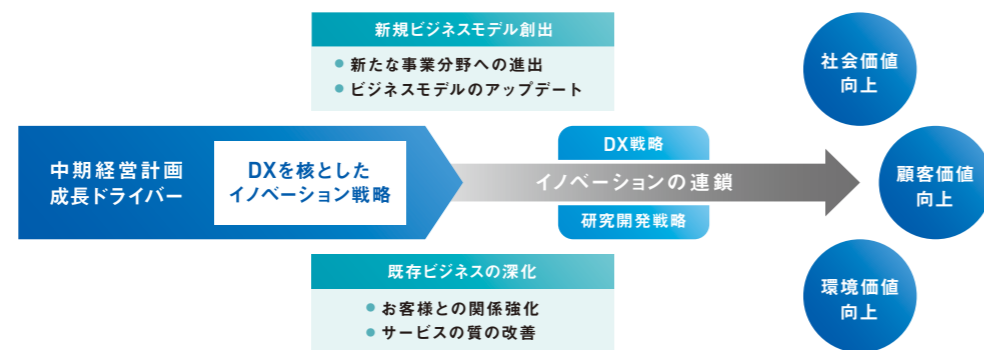 新規ビジネスモデル創出
● 新たな事業分野への進出
● ビジネスモデルのアップデート
中期経営計画
成長ドライバー
DXを核とした
イノベーション戦略
DX戦略
イノベーションの連鎖
研究開発戦略
既存ビジネスの深化
● お客様との関係強化
● サービスの質の改善
社会価値
向上
顧客価値
向上
環境価値
向上